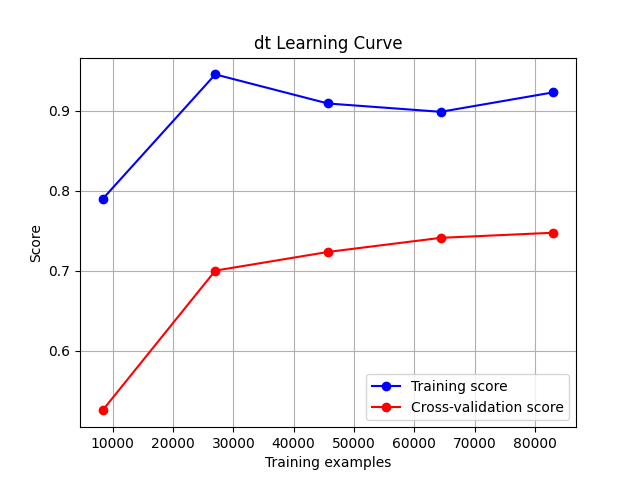 dt Learning Curve
0.9
0.8
0.7
0.6
Score
10000 20000 30000 40000 50000 60000 70000 80000
Training examples
Training score
Cross-validation score